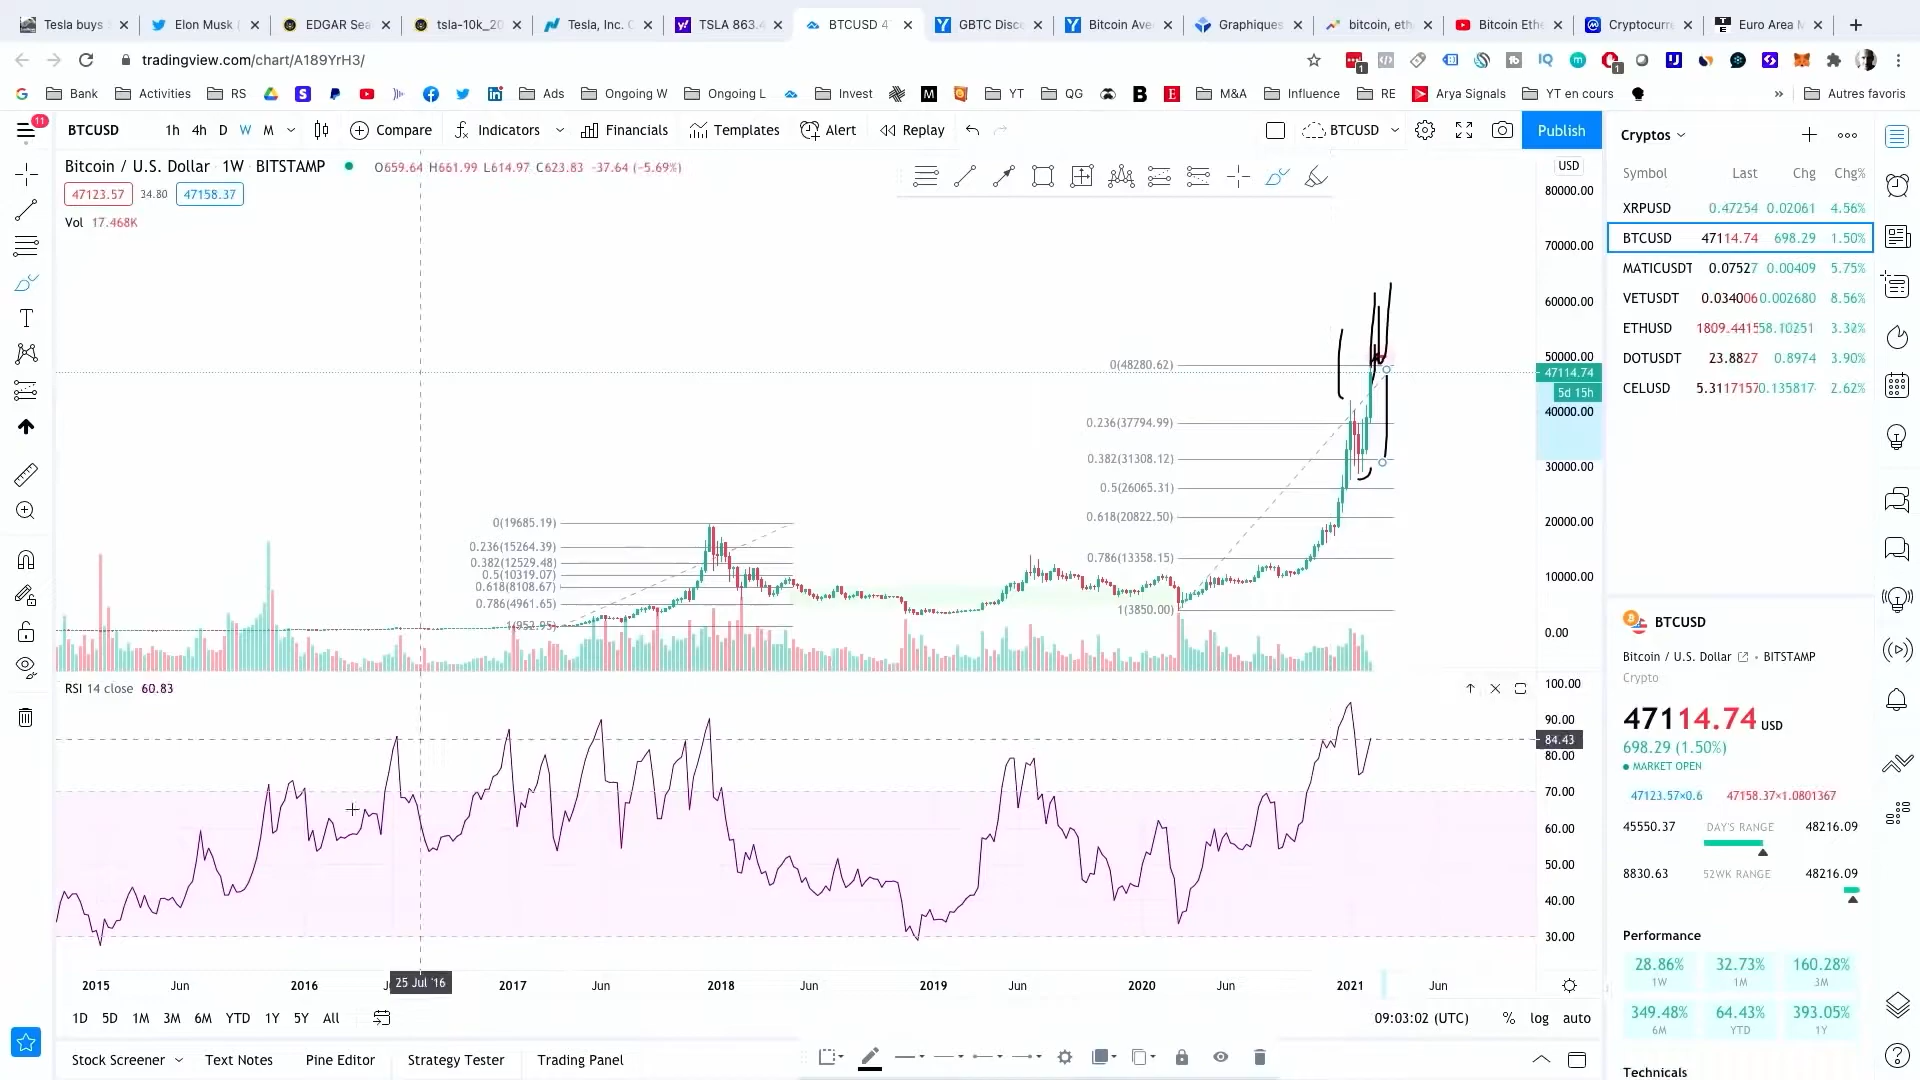 Tesla buys
Elon Musk
EDGAR Sea
tsla-10k_20
Tesla, Inc. C
TSLA 863.4
BTCUSD 4
GBTC Disc
Bitcoin Ave
Graphiques
bitcoin, eth
Bitcoin Ethe
Cryptocurre
Euro Area M
tradingview.com/chart/A189YrH3/
Bank
Activities
RS
Ads
Ongoing W
Ongoing L
Invest
YT
QG
M&A
Influence
RE
Arya Signals
YT en cours
Autres favoris
11
BTCUSD
1h
4h
D
W
M
Compare
Indicators
Financials
Templates
Alert
Replay
BTCUSD
Publish
Bitcoin / U.S. Dollar 1W BITSTAMP
O659.64 H661.99 L614.97 C623.83 -37.64 (-5.69%)
47123.57 34.80 47158.37
Vol 17.468K
USD
80000.00
70000.00
60000.00
50000.00
47114.74
5d 15h
40000.00
30000.00
20000.00
10000.00
0.00
0(48280.62)
0.236(37794.99)
0.382(31308.12)
0.5(26065.31)
0.618(20822.50)
0.786(13358.15)
1(3850.00)
0(19685.19)
0.236(15264.39)
0.382(12529.48)
0.5(10319.07)
0.618(8108.67)
0.786(4961.65)
1(952.95)
RSI 14 close 60.83
100.00
90.00
84.43
80.00
70.00
60.00
50.00
40.00
30.00
2015
Jun
2016
25 Jul '16
2017
Jun
2018
Jun
2019
Jun
2020
Jun
2021
Jun
1D 5D 1M 3M 6M YTD 1Y 5Y All
09:03:02 (UTC)
% log auto
Stock Screener
Text Notes
Pine Editor
Strategy Tester
Trading Panel
Cryptos
Symbol Last Chg Chg%
XRPUSD 0.47254 0.02061 4.56%
BTCUSD 47114.74 698.29 1.50%
MATICUSDT 0.07527 0.00409 5.75%
VETUSDT 0.034006 0.002680 8.56%
ETHUSD 1809.4415 58.10251 3.32%
DOTUSDT 23.8827 0.8974 3.90%
CELUSD 5.3117157 0.135817 2.62%
BTCUSD
Bitcoin / U.S. Dollar • BITSTAMP
Crypto
47114.74 USD
698.29 (1.50%)
MARKET OPEN
47123.57×0.6 47158.37×1.0801367
45550.37 DAY'S RANGE 48216.09
8830.63 52WK RANGE 48216.09
Performance
28.86% 32.73% 160.28%
1W 1M 3M
349.48% 64.43% 393.05%
6M YTD 1Y
Technicals